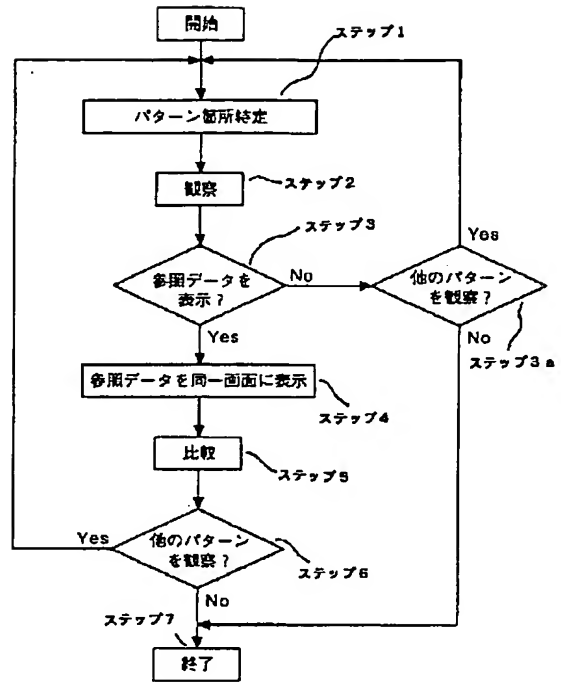 開始
ステップ1
パターン箇所特定
観察
ステップ2
ステップ3
参照データを
表示?
No
Yes
他のパターン
を観察?
Yes
No
ステップ3a
参照データを同一画面に表示
ステップ4
比較
ステップ5
他のパターン
を観察?
Yes
ステップ6
No
ステップ7
終了